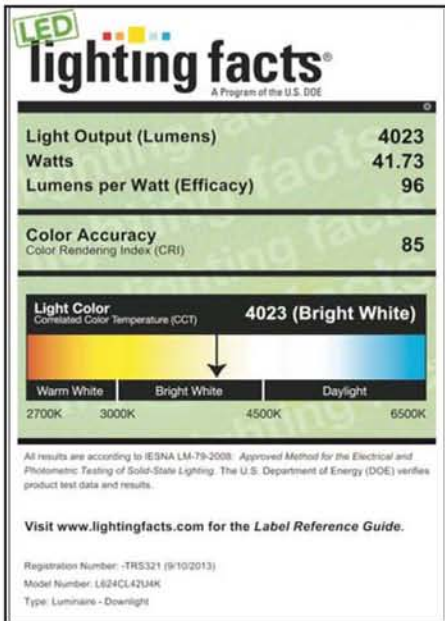 LED
lighting facts®
A Program of the U.S. DOE
Light Output (Lumens) 4023
Watts 41.73
Lumens per Watt (Efficacy) 96
Color Accuracy 85
Color Rendering Index (CRI)
Light Color 4023 (Bright White)
Correlated Color Temperature (CCT)
Warm White Bright White Daylight
2700K 3000K 4500K 6500K
All results are according to IESNA LM-79-2008: Approved Method for the Electrical and
Photometric Testing of Solid-State Lighting. The U.S. Department of Energy (DOE) verifies
product test data and results.
Visit www.lightingfacts.com for the Label Reference Guide.
Registration Number: -TRS321 (9/10/2013)
Model Number: L624CL42U4K
Type: Luminaire - Downlight